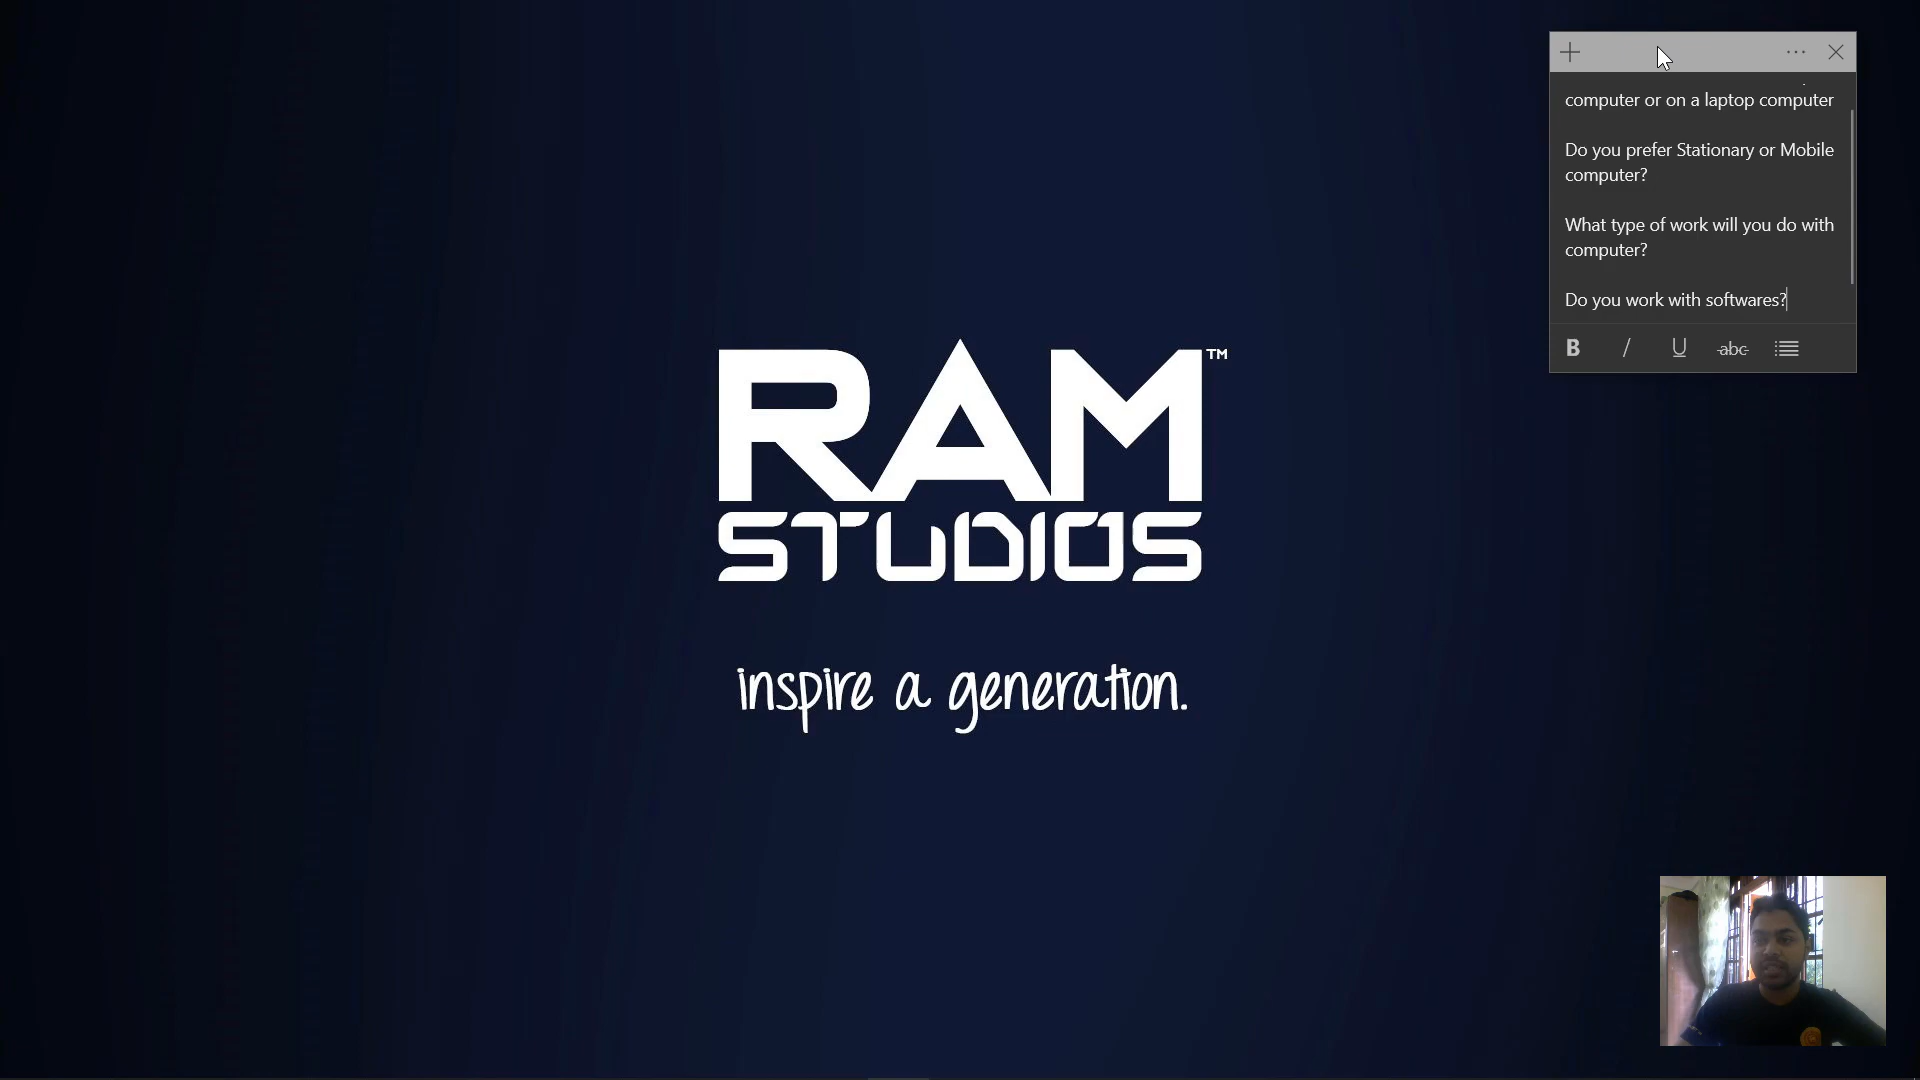 computer or on a laptop computer
Do you prefer Stationary or Mobile
computer?
What type of work will you do with
computer?
Do you work with softwares?
B / U abc
RAM™
STUDIOS
inspire a generation.